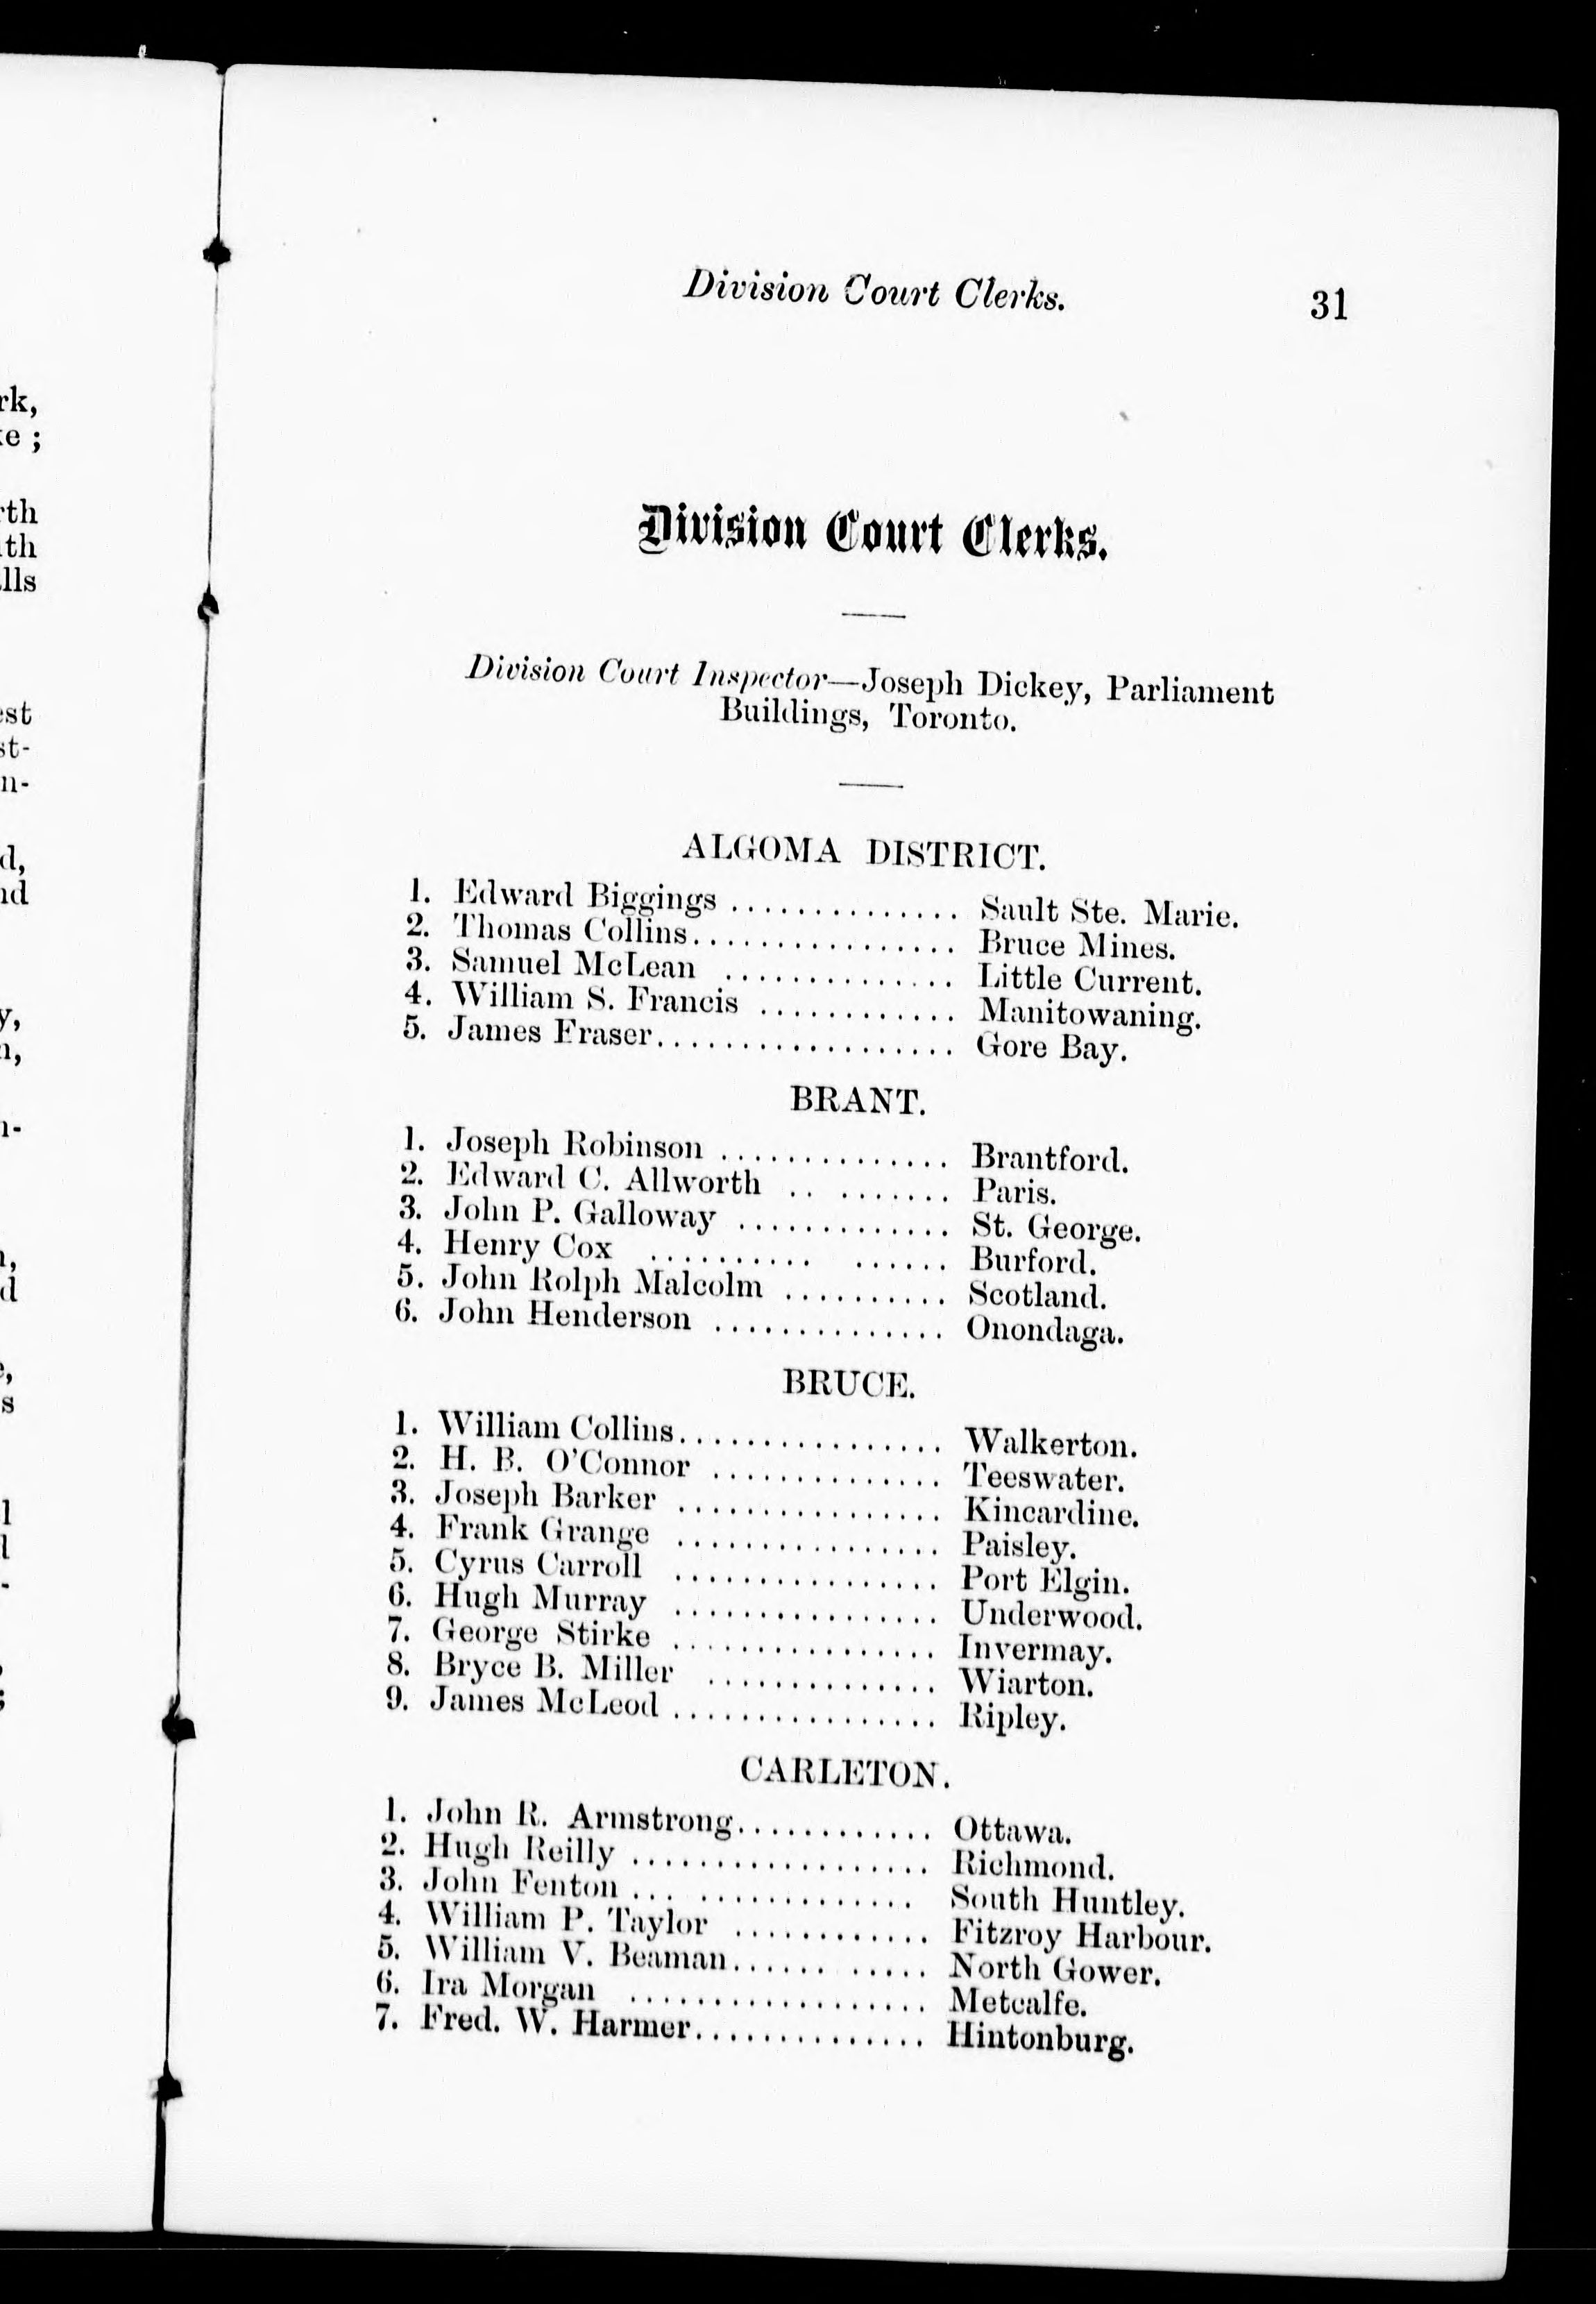 Division Court Clerks. 31
Division Court Clerks.
Division Court Inspector—Joseph Dickey, Parliament
Buildings, Toronto.
ALGOMA DISTRICT.
1. Edward Biggings .............. Sault Ste. Marie.
2. Thomas Collins................ Bruce Mines.
3. Samuel McLean .............. Little Current.
4. William S. Francis ............ Manitowaning.
5. James Fraser.................. Gore Bay.
BRANT.
1. Joseph Robinson .............. Brantford.
2. Edward C. Allworth .. ....... Paris.
3. John P. Galloway ............. St. George.
4. Henry Cox .......... ...... Burford.
5. John Rolph Malcolm .......... Scotland.
6. John Henderson .............. Onondaga.
BRUCE.
1. William Collins................ Walkerton.
2. H. B. O'Connor .............. Teeswater.
3. Joseph Barker ................ Kincardine.
4. Frank Grange ................ Paisley.
5. Cyrus Carroll ................ Port Elgin.
6. Hugh Murray ................ Underwood.
7. George Stirke ................ Invermay.
8. Bryce B. Miller .............. Wiarton.
9. James McLeod ................ Ripley.
CARLETON.
1. John R. Armstrong............ Ottawa.
2. Hugh Reilly .................. Richmond.
3. John Fenton ... ............. South Huntley.
4. William P. Taylor ............ Fitzroy Harbour.
5. William V. Beaman...... ..... North Gower.
6. Ira Morgan .................. Metcalfe.
7. Fred. W. Harmer.............. Hintonburg.